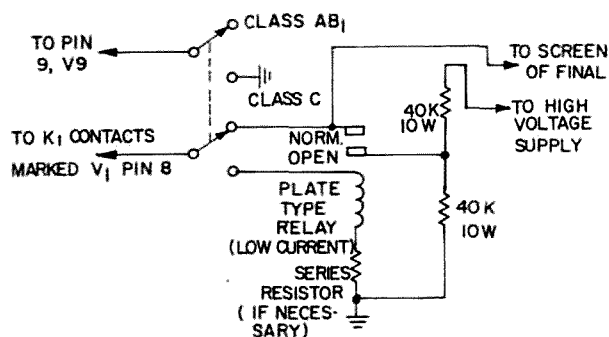 CLASS AB1
TO PIN
9, V9
CLASS C
TO K1 CONTACTS
MARKED V1 PIN 8
NORM.
OPEN
TO SCREEN
OF FINAL
40K
10W
TO HIGH
VOLTAGE
SUPPLY
PLATE
TYPE
RELAY
(LOW CURRENT)
SERIES
RESISTOR
( IF NECES-
SARY)
40K
10W